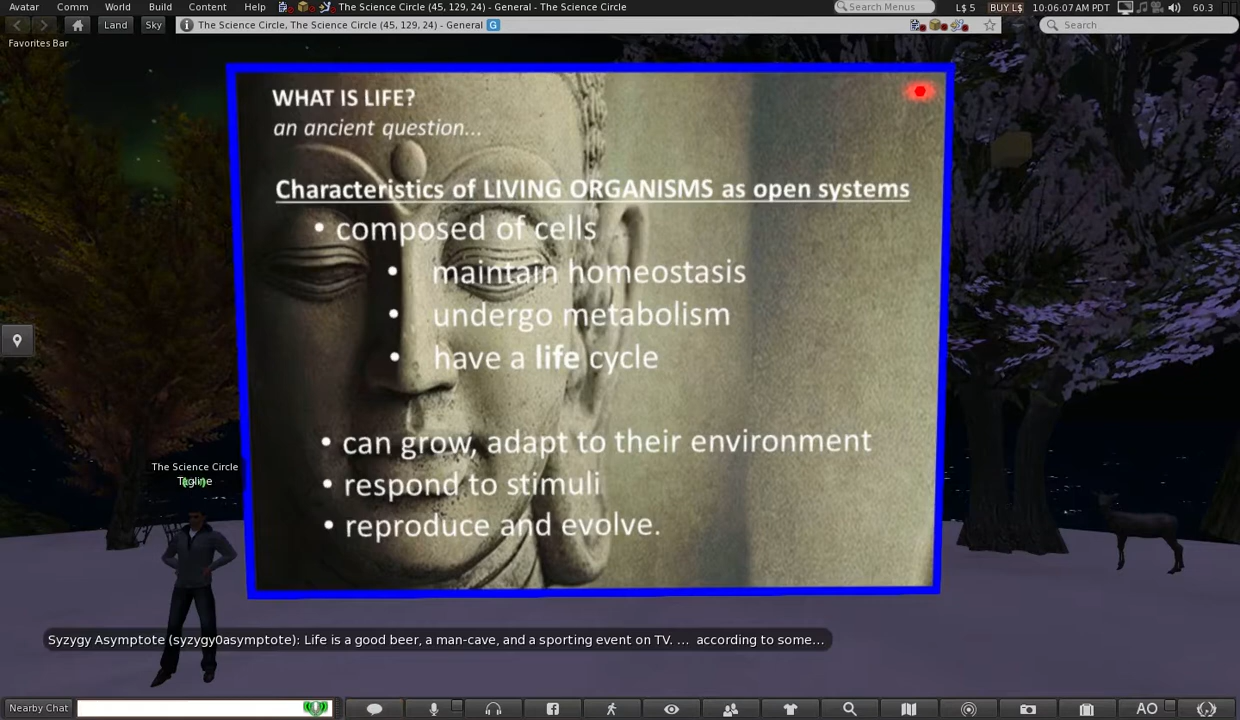 Avatar Comm World Build Content Help The Science Circle, The Science Circle (45, 129, 24) - General - The Science Circle Search Menus L$ 5 BUY L$ 10:06:07 AM PDT 60.3
Land Sky The Science Circle, The Science Circle (45, 129, 24) - General G Search
Favorites Bar
WHAT IS LIFE?
an ancient question...
Characteristics of LIVING ORGANISMS as open systems
• composed of cells
• maintain homeostasis
• undergo metabolism
• have a life cycle
• can grow, adapt to their environment
• respond to stimuli
• reproduce and evolve.
The Science Circle
Tagline
Syzygy Asymptote (syzygy0asymptote): Life is a good beer, a man-cave, and a sporting event on TV. ... according to some...
Nearby Chat AO